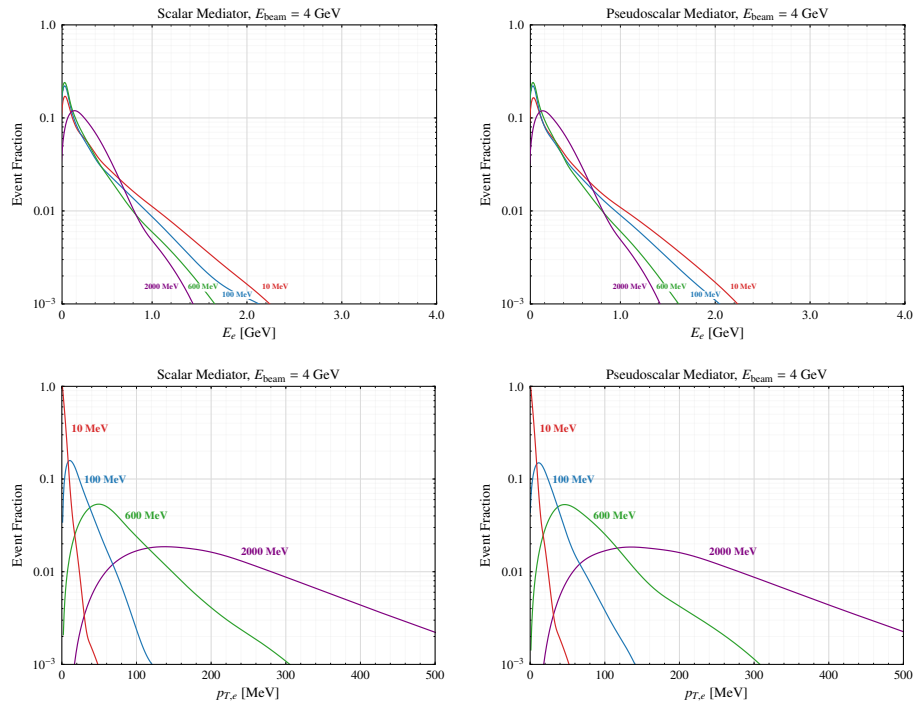 Scalar Mediator, E_beam = 4 GeV
1.0
0.1
0.01
10⁻³
Event Fraction
2000 MeV
600 MeV
100 MeV
10 MeV
0
1.0
2.0
3.0
4.0
E_e [GeV]
Pseudoscalar Mediator, E_beam = 4 GeV
1.0
0.1
0.01
10⁻³
Event Fraction
2000 MeV
600 MeV
100 MeV
10 MeV
0
1.0
2.0
3.0
4.0
E_e [GeV]
Scalar Mediator, E_beam = 4 GeV
1.0
0.1
0.01
10⁻³
Event Fraction
10 MeV
100 MeV
600 MeV
2000 MeV
0
100
200
300
400
500
p_{T,e} [MeV]
Pseudoscalar Mediator, E_beam = 4 GeV
1.0
0.1
0.01
10⁻³
Event Fraction
10 MeV
100 MeV
600 MeV
2000 MeV
0
100
200
300
400
500
p_{T,e} [MeV]